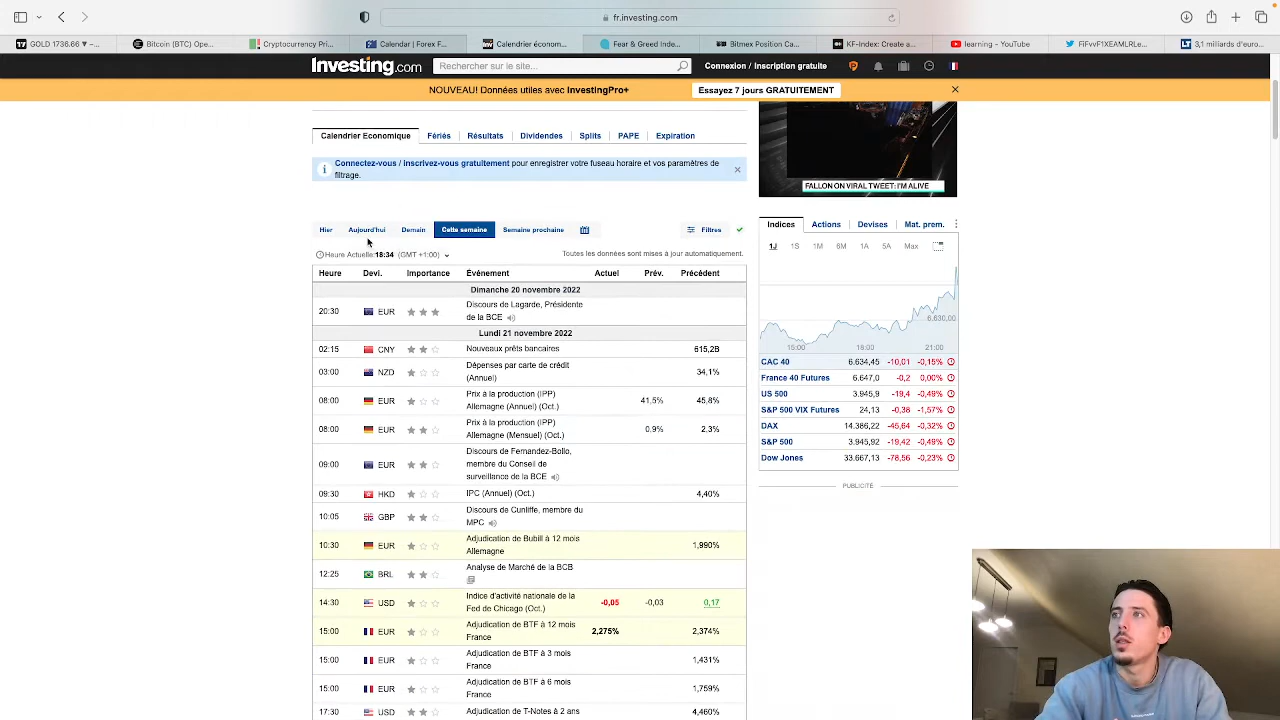 fr.investing.com
GOLD 1736.66 ▼ –...
Bitcoin (BTC) Ope...
Cryptocurrency Pri...
Calendar | Forex F...
Calendrier économ...
Fear & Greed Inde...
Bitmex Position Ca...
KF-Index: Create a...
learning - YouTube
FiFvvF1XEAMLRLe...
3,1 milliards d'euro...
Investing.com
Rechercher sur le site...
Connexion / Inscription gratuite
NOUVEAU! Données utiles avec InvestingPro+
Essayez 7 jours GRATUITEMENT
Calendrier Economique Fériés Résultats Dividendes Splits PAPE Expiration
Connectez-vous / inscrivez-vous gratuitement pour enregistrer votre fuseau horaire et vos paramètres de
filtrage.
FALLON ON VIRAL TWEET: I'M ALIVE
Hier Aujourd'hui Demain Cette semaine Semaine prochaine Filtres
Heure Actuelle:18:34 (GMT +1:00) Toutes les données sont mises à jour automatiquement.
Heure Devi. Importance Événement Actuel Prév. Précédent
Dimanche 20 novembre 2022
20:30 EUR Discours de Lagarde, Présidente
de la BCE
Lundi 21 novembre 2022
02:15 CNY Nouveaux prêts bancaires 615,2B
03:00 NZD Dépenses par carte de crédit
(Annuel) 34,1%
08:00 EUR Prix à la production (IPP)
Allemagne (Annuel) (Oct.) 41,5% 45,8%
08:00 EUR Prix à la production (IPP)
Allemagne (Mensuel) (Oct.) 0,9% 2,3%
09:00 EUR Discours de Fernandez-Bollo,
membre du Conseil de
surveillance de la BCE
09:30 HKD IPC (Annuel) (Oct.) 4,40%
10:05 GBP Discours de Cunliffe, membre du
MPC
10:30 EUR Adjudication de Bubill à 12 mois
Allemagne 1,990%
12:25 BRL Analyse de Marché de la BCB
14:30 USD Indice d'activité nationale de la
Fed de Chicago (Oct.) -0,05 -0,03 0,17
15:00 EUR Adjudication de BTF à 12 mois
France 2,275% 2,374%
15:00 EUR Adjudication de BTF à 3 mois
France 1,431%
15:00 EUR Adjudication de BTF à 6 mois
France 1,759%
17:30 USD Adjudication de T-Notes à 2 ans 4,460%
Indices Actions Devises Mat. prem.
1J 1S 1M 6M 1A 5A Max
6.630,00
15:00 18:00 21:00
CAC 40 6.634,45 -10,01 -0,15%
France 40 Futures 6.647,0 -0,2 0,00%
US 500 3.945,9 -19,4 -0,49%
S&P 500 VIX Futures 24,13 -0,38 -1,57%
DAX 14.386,22 -45,64 -0,32%
S&P 500 3.945,92 -19,42 -0,49%
Dow Jones 33.667,13 -78,56 -0,23%
PUBLICITÉ